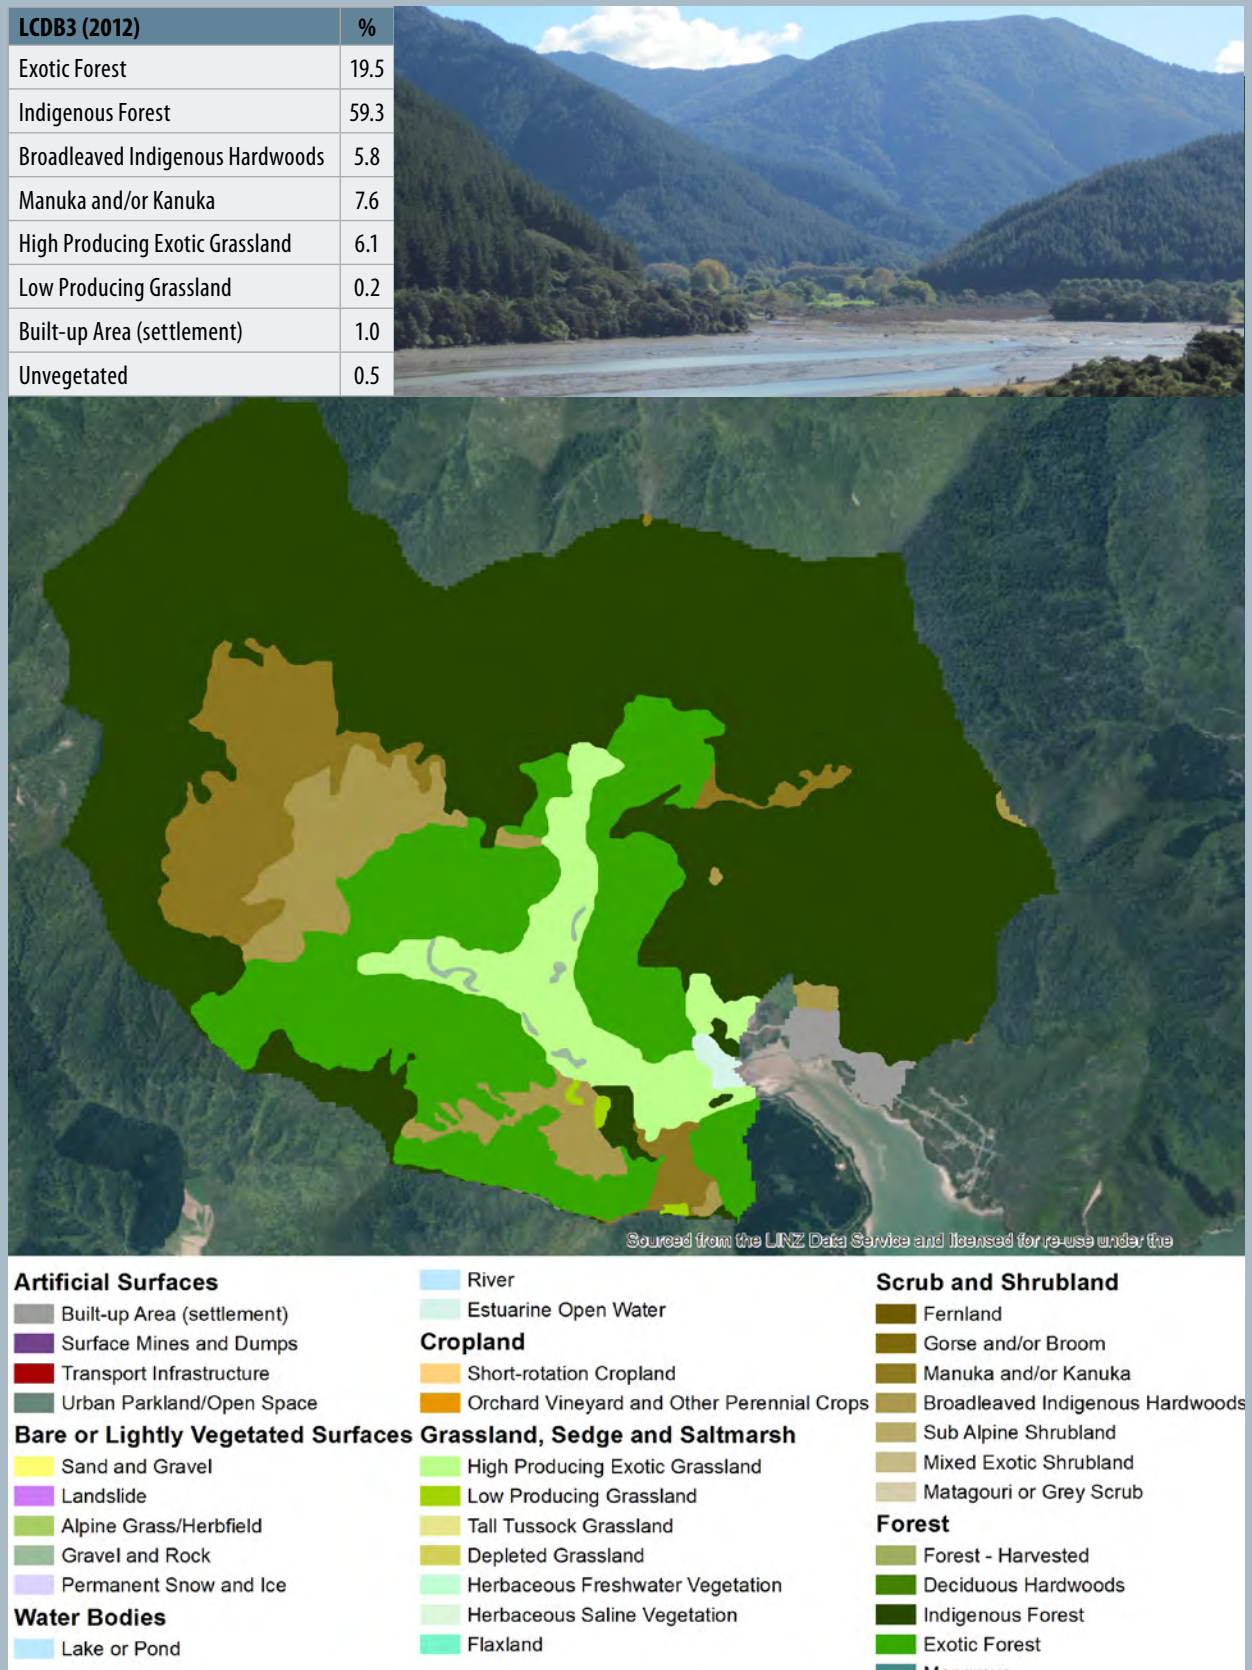 LCDB3 (2012) %
Exotic Forest 19.5
Indigenous Forest 59.3
Broadleaved Indigenous Hardwoods 5.8
Manuka and/or Kanuka 7.6
High Producing Exotic Grassland 6.1
Low Producing Grassland 0.2
Built-up Area (settlement) 1.0
Unvegetated 0.5
Sourced from the LINZ Data Service and licensed for re-use under the
Artificial Surfaces
Built-up Area (settlement)
Surface Mines and Dumps
Transport Infrastructure
Urban Parkland/Open Space
Bare or Lightly Vegetated Surfaces
Sand and Gravel
Landslide
Alpine Grass/Herbfield
Gravel and Rock
Permanent Snow and Ice
Water Bodies
Lake or Pond
River
Estuarine Open Water
Cropland
Short-rotation Cropland
Orchard Vineyard and Other Perennial Crops
Grassland, Sedge and Saltmarsh
High Producing Exotic Grassland
Low Producing Grassland
Tall Tussock Grassland
Depleted Grassland
Herbaceous Freshwater Vegetation
Herbaceous Saline Vegetation
Flaxland
Scrub and Shrubland
Fernland
Gorse and/or Broom
Manuka and/or Kanuka
Broadleaved Indigenous Hardwoods
Sub Alpine Shrubland
Mixed Exotic Shrubland
Matagouri or Grey Scrub
Forest
Forest - Harvested
Deciduous Hardwoods
Indigenous Forest
Exotic Forest